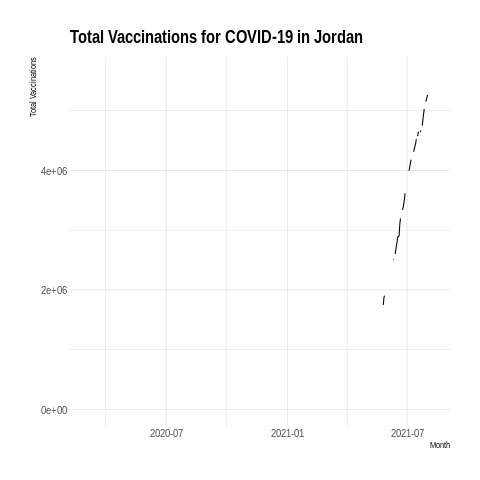 Total Vaccinations for COVID-19 in Jordan
Total Vaccinations
4e+06
2e+06
0e+00
2020-07 2021-01 2021-07
Month